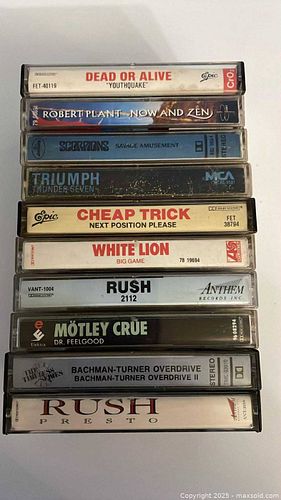 DEAD OR ALIVE
FET-40119
"YOUTHQUAKE"
Epic
CrO2
ROBERT PLANT - NOW AND ZEN
SCORPIONS
SAVAGE AMUSEMENT
TRIUMPH
THUNDER SEVEN
MCA
Epic
CHEAP TRICK
NEXT POSITION PLEASE
FET
38794
WHITE LION
BIG GAME
78 19694
VANT-1004
RUSH
2112
ANTHEM
RECORDS INC.
MÖTLEY CRÜE
DR. FEELGOOD
BACHMAN-TURNER OVERDRIVE
BACHMAN-TURNER OVERDRIVE II
STEREO
RUSH
PRESTO
Copyright © 2025 - maxsold.com